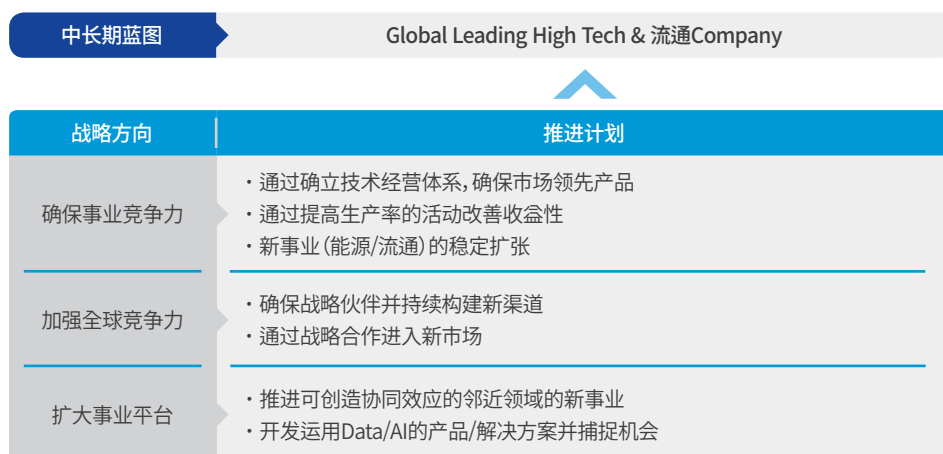 中长期蓝图
Global Leading High Tech & 流通Company
战略方向
推进计划
确保事业竞争力
・通过确立技术经营体系, 确保市场领先产品
・通过提高生产率的活动改善收益性
・新事业 (能源/流通) 的稳定扩张
加强全球竞争力
・确保战略伙伴并持续构建新渠道
・通过战略合作进入新市场
扩大事业平台
・推进可创造协同效应的邻近领域的新事业
・开发运用Data/AI的产品/解决方案并捕捉机会